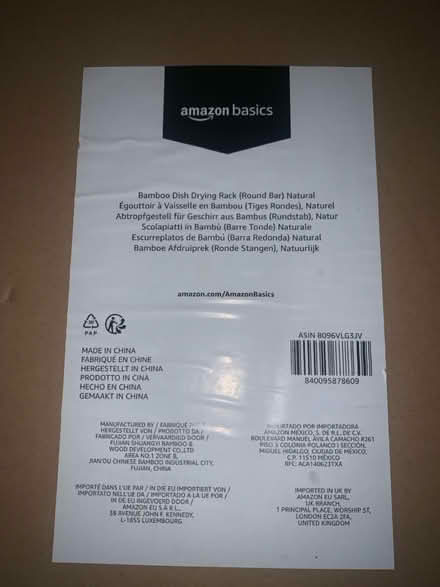 amazon basics
Bamboo Dish Drying Rack (Round Bar) Natural
Égouttoir à Vaisselle en Bambou (Tiges Rondes), Naturel
Abtropfgestell für Geschirr aus Bambus (Rundstab), Natur
Scolapiatti in Bambù (Barre Tonde) Naturale
Escurreplatos de Bambú (Barra Redonda) Natural
Bamboe Afdruiprek (Ronde Stangen), Natuurlijk
amazon.com/AmazonBasics
PAP
MADE IN CHINA
FABRIQUÉ EN CHINE
HERGESTELLT IN CHINA
PRODOTTO IN CINA
HECHO EN CHINA
GEMAAKT IN CHINA
ASIN B096VLG3JV
840095878609
MANUFACTURED BY / FABRIQUÉ
HERGESTELLT VON / PRODOTTO DA /
FABRICADO POR / VERVAARDIGD DOOR /
FUJIAN SHUANGYI BAMBOO &
WOOD DEVELOPMENT CO.,LTD
AREA NO.1 ZONE B,
JIAN'OU CHINESE BAMBOO INDUSTRIAL CITY,
FUJIAN, CHINA
IMPORTADO POR IMPORTADORA
AMAZON MÉXICO, S. DE R.L. DE C.V.
BOULEVARD MANUEL ÁVILA CAMACHO #261
PISO 5 COLONIA POLANCO I SECCIÓN,
MIGUEL HIDALGO, CIUDAD DE MÉXICO,
C.P. 11510 MÉXICO
RFC: ACA140623TXA
IMPORTÉ DANS L'UE PAR / IN DIE EU IMPORTIERT VON /
IMPORTATO NELL'UE DA / IMPORTADO A LA UE POR /
IN DE EU INGEVOERD DOOR /
AMAZON EU S.À R.L.,
38 AVENUE JOHN F. KENNEDY,
L-1855 LUXEMBOURG.
IMPORTED IN UK BY
AMAZON EU SARL,
UK BRANCH,
1 PRINCIPAL PLACE, WORSHIP ST,
LONDON EC2A 2FA,
UNITED KINGDOM